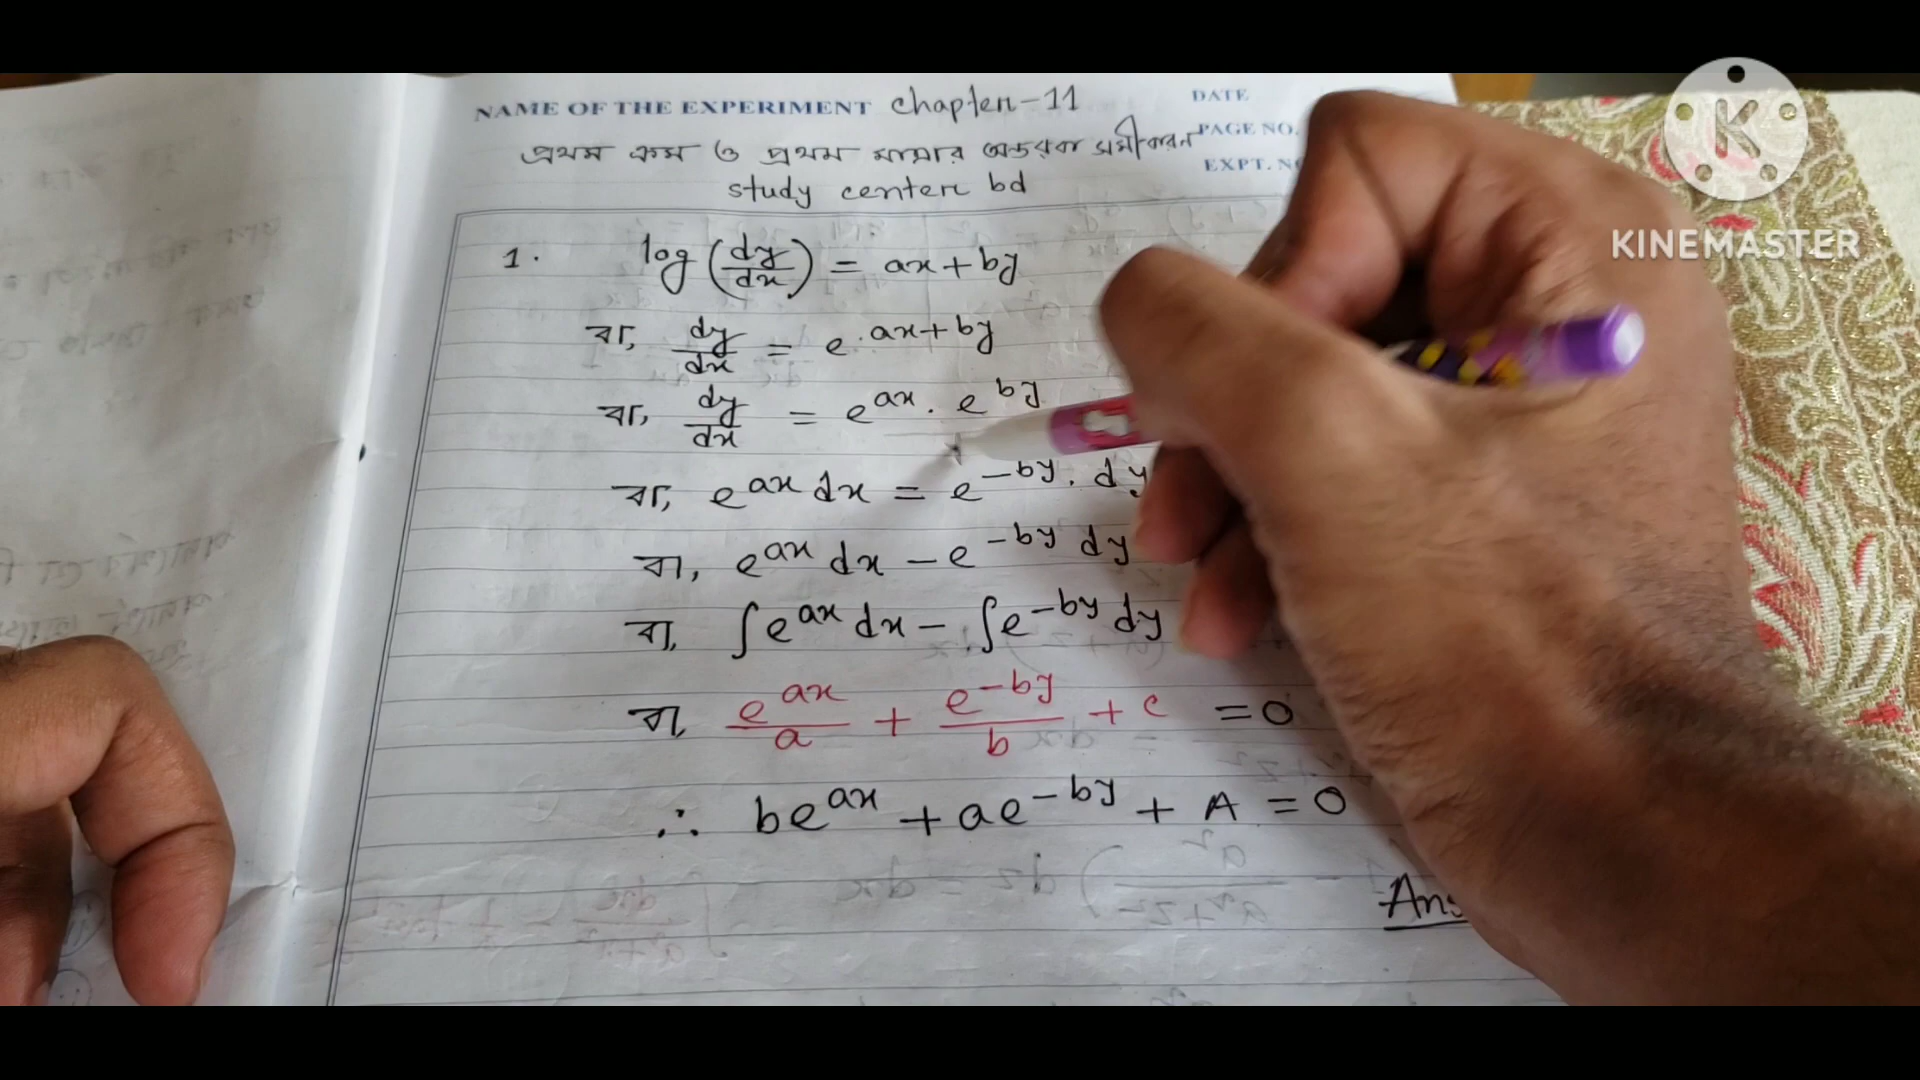 NAME OF THE EXPERIMENT chapter-11
DATE
PAGE NO.
EXPT. NO
প্রথম ক্রম ও প্রথম মাত্রার অন্তরক সমীকরণ
study center bd
KINEMASTER
1. log(dy/dx) = ax+by
বা, dy/dx = e^ax+by
বা, dy/dx = e^ax . e^by
বা, e^ax dx = e^-by . dy
বা, e^ax dx - e^-by dy
বা, ∫e^ax dx - ∫e^-by dy
বা, e^ax/a + e^-by/b + c = 0
∴ be^ax + ae^-by + A = 0
Ans